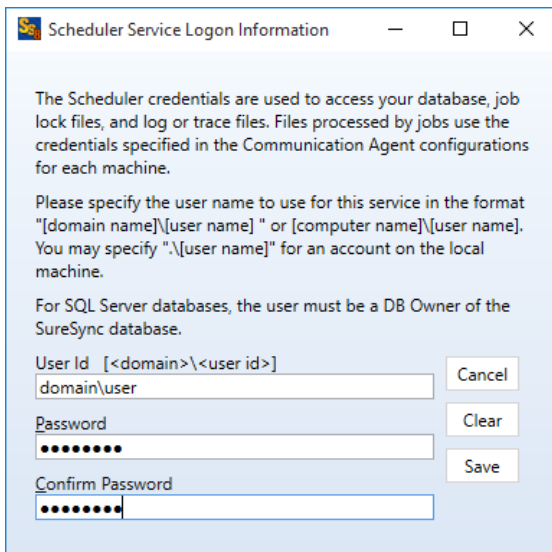 Scheduler Service Logon Information
The Scheduler credentials are used to access your database, job
lock files, and log or trace files. Files processed by jobs use the
credentials specified in the Communication Agent configurations
for each machine.
Please specify the user name to use for this service in the format
"[domain name]\[user name] " or [computer name]\[user name].
You may specify ".\[user name]" for an account on the local
machine.
For SQL Server databases, the user must be a DB Owner of the
SureSync database.
User Id [<domain>\<user id>]
domain\user
Cancel
Password
●●●●●●●●
Clear
Confirm Password
●●●●●●●●
Save